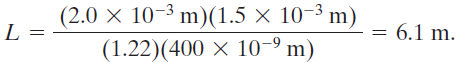 L = (2.0 × 10⁻³ m)(1.5 × 10⁻³ m) / (1.22)(400 × 10⁻⁹ m) = 6.1 m.